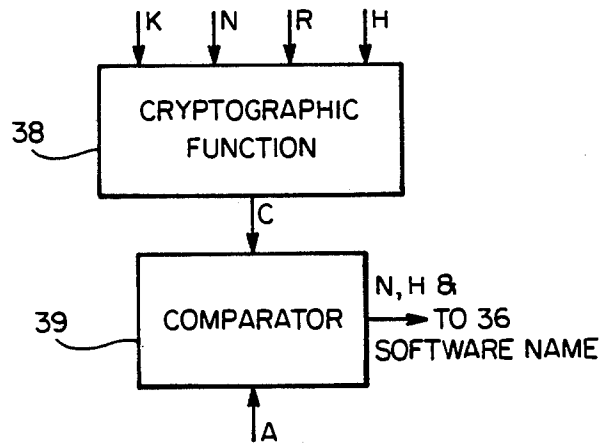 K N R H
CRYPTOGRAPHIC
FUNCTION
38
C
N, H &
TO 36
SOFTWARE NAME
COMPARATOR
39
A